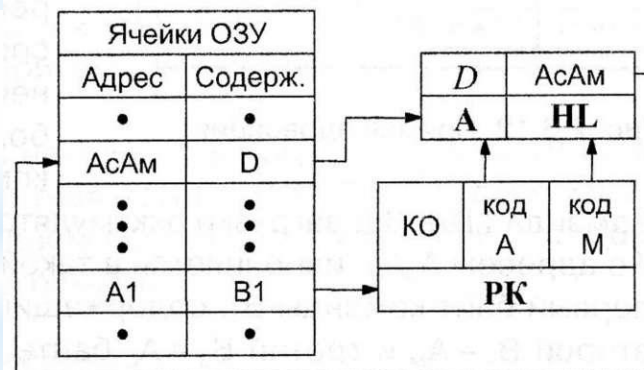 Ячейки ОЗУ
Адрес Содерж.
• •
АсАм D
• •
• •
• •
А1 В1
• •
D АсАм
A HL
КО код А код М
РК